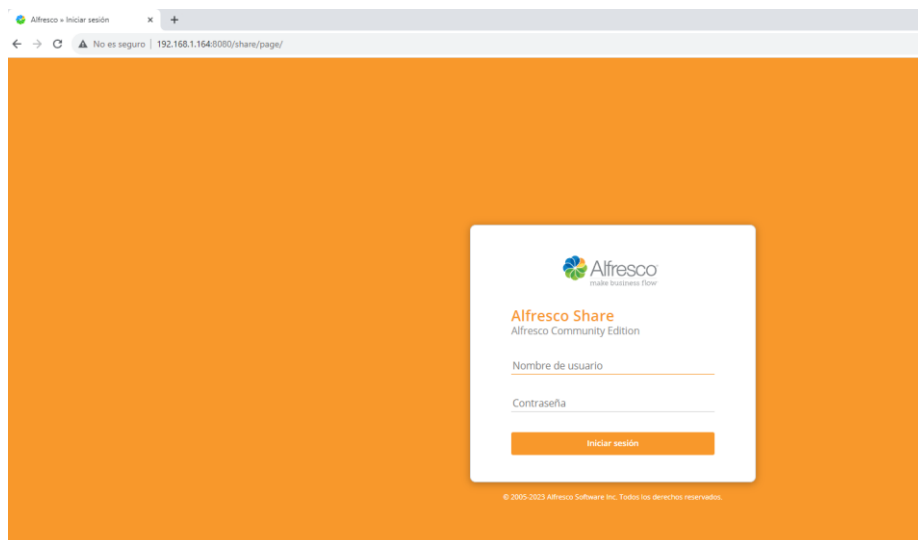 Alfresco » Iniciar sesión
No es seguro | 192.168.1.164:8080/share/page/
Alfresco
make business flow
Alfresco Share
Alfresco Community Edition
Nombre de usuario
Contraseña
Iniciar sesión
© 2005-2023 Alfresco Software Inc. Todos los derechos reservados.